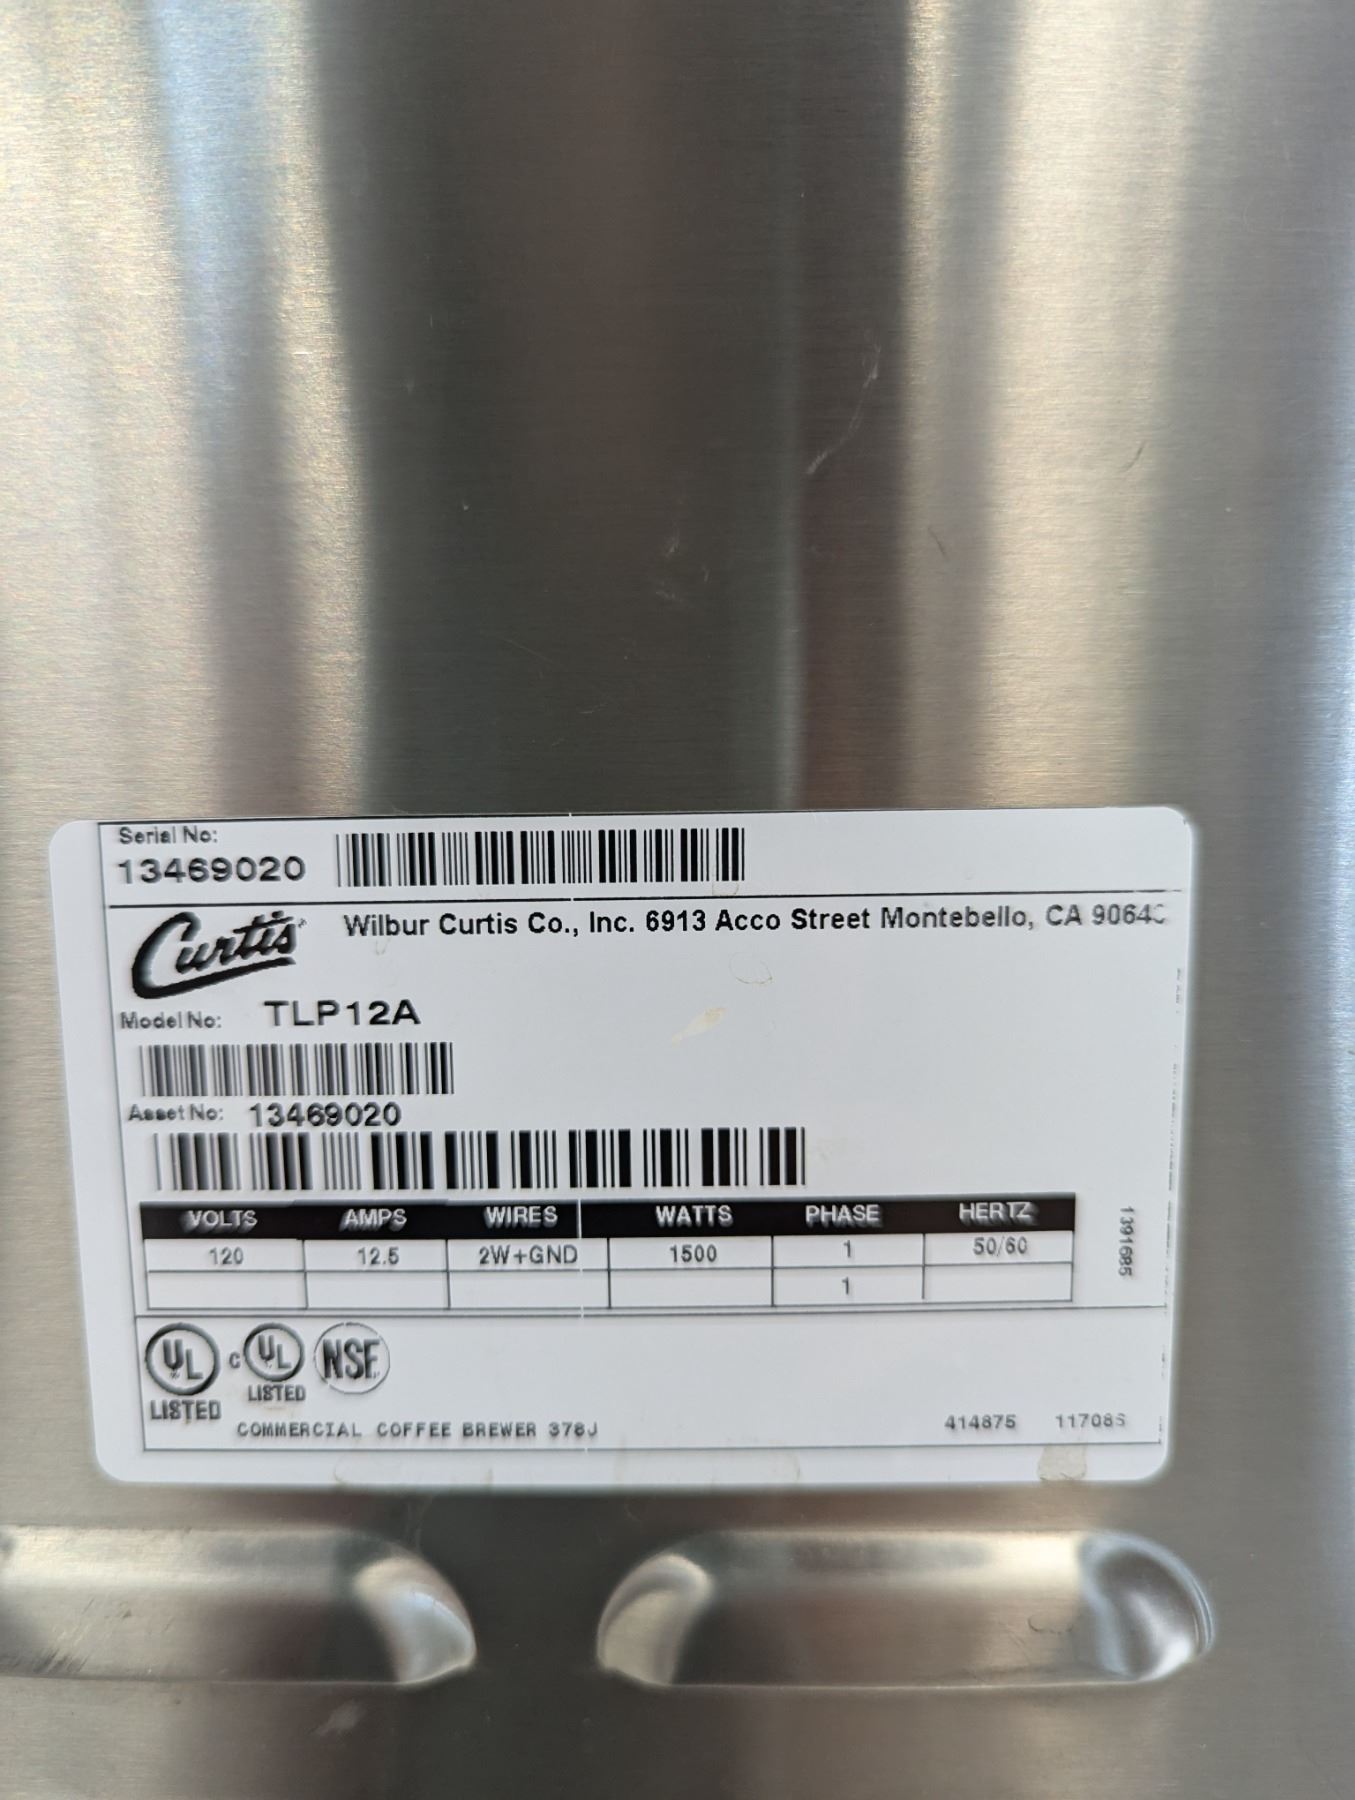 Serial No:
13469020
Curtis
Wilbur Curtis Co., Inc. 6913 Acco Street Montebello, CA
Model No: TLP12A
Asset No: 13469020
VOLTS AMPS WIRES WATTS PHASE HERTZ
120 12.5 2W+GND 1500 1 50/60
1
1391685
UL c UL NSF
LISTED LISTED
COMMERCIAL COFFEE BREWER 378J 414875